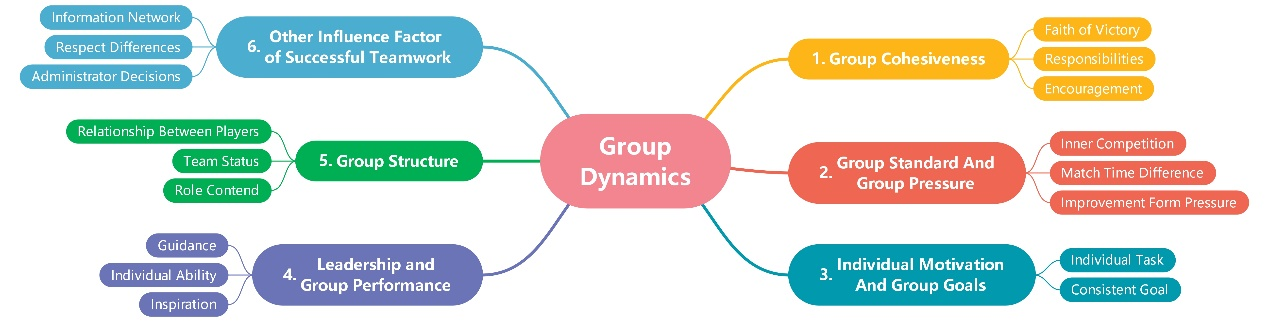 Group
Dynamics
1. Group Cohesiveness
Faith of Victory
Responsibilities
Encouragement
2. Group Standard And
Group Pressure
Inner Competition
Match Time Difference
Improvement Form Pressure
3. Individual Motivation
And Group Goals
Individual Task
Consistent Goal
4. Leadership and
Group Performance
Guidance
Individual Ability
Inspiration
5. Group Structure
Relationship Between Players
Team Status
Role Contend
6. Other Influence Factor
of Successful Teamwork
Information Network
Respect Differences
Administrator Decisions